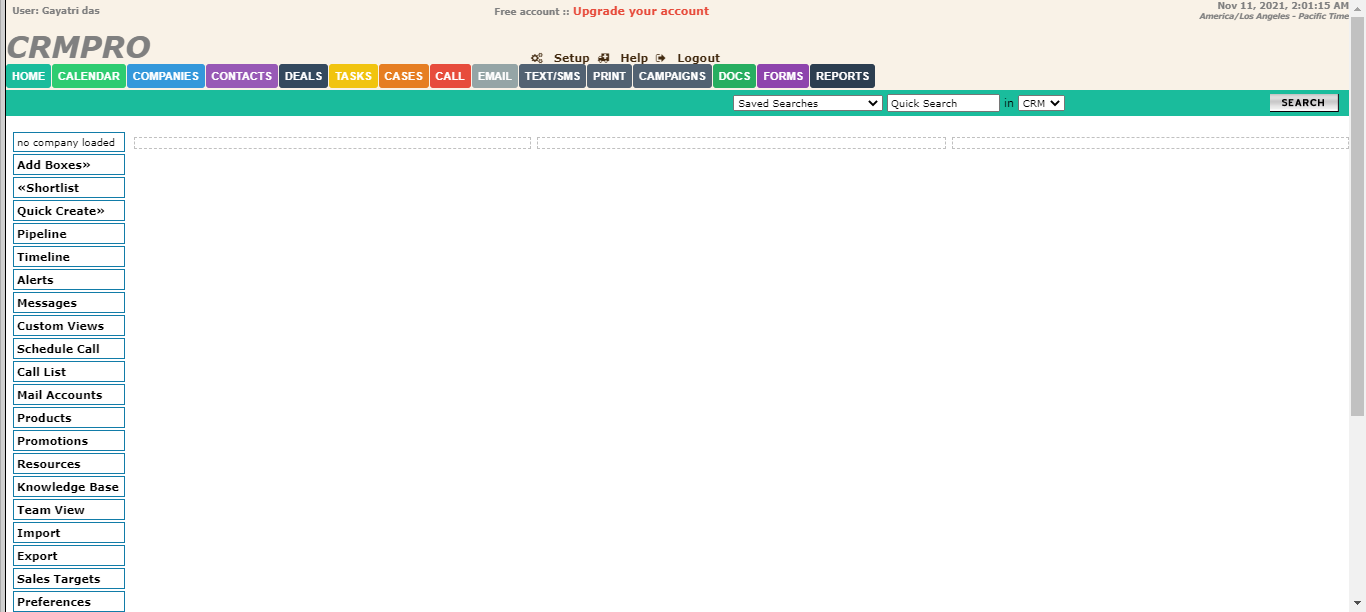 User: Gayatri das
Free account :: Upgrade your account
Nov 11, 2021, 2:01:15 AM
America/Los Angeles - Pacific Time
CRMPRO
Setup Help Logout
HOME CALENDAR COMPANIES CONTACTS DEALS TASKS CASES CALL EMAIL TEXT/SMS PRINT CAMPAIGNS DOCS FORMS REPORTS
Saved Searches Quick Search in CRM SEARCH
no company loaded
Add Boxes»
«Shortlist
Quick Create»
Pipeline
Timeline
Alerts
Messages
Custom Views
Schedule Call
Call List
Mail Accounts
Products
Promotions
Resources
Knowledge Base
Team View
Import
Export
Sales Targets
Preferences